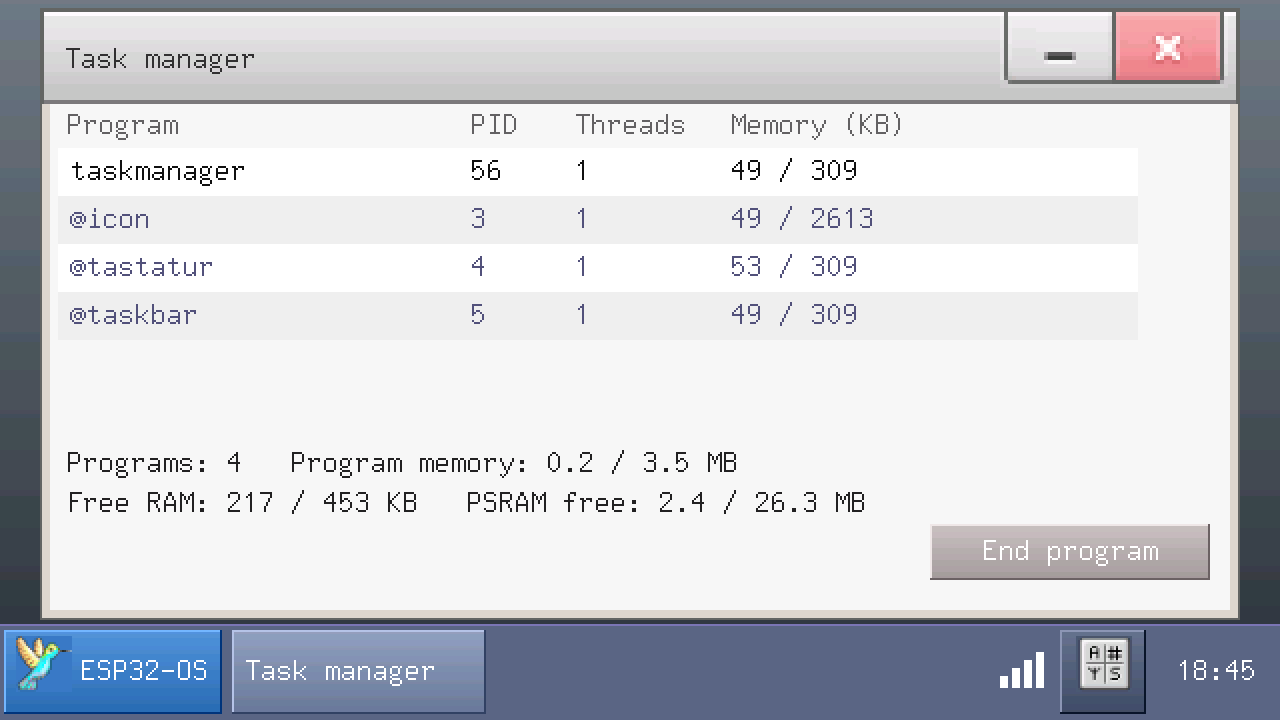 Task manager
Program PID Threads Memory (KB)
taskmanager 56 1 49 / 309
@icon 3 1 49 / 2613
@tastatur 4 1 53 / 309
@taskbar 5 1 49 / 309
Programs: 4 Program memory: 0.2 / 3.5 MB
Free RAM: 217 / 453 KB PSRAM free: 2.4 / 26.3 MB
End program
ESP32-OS Task manager A # Y S 18:45